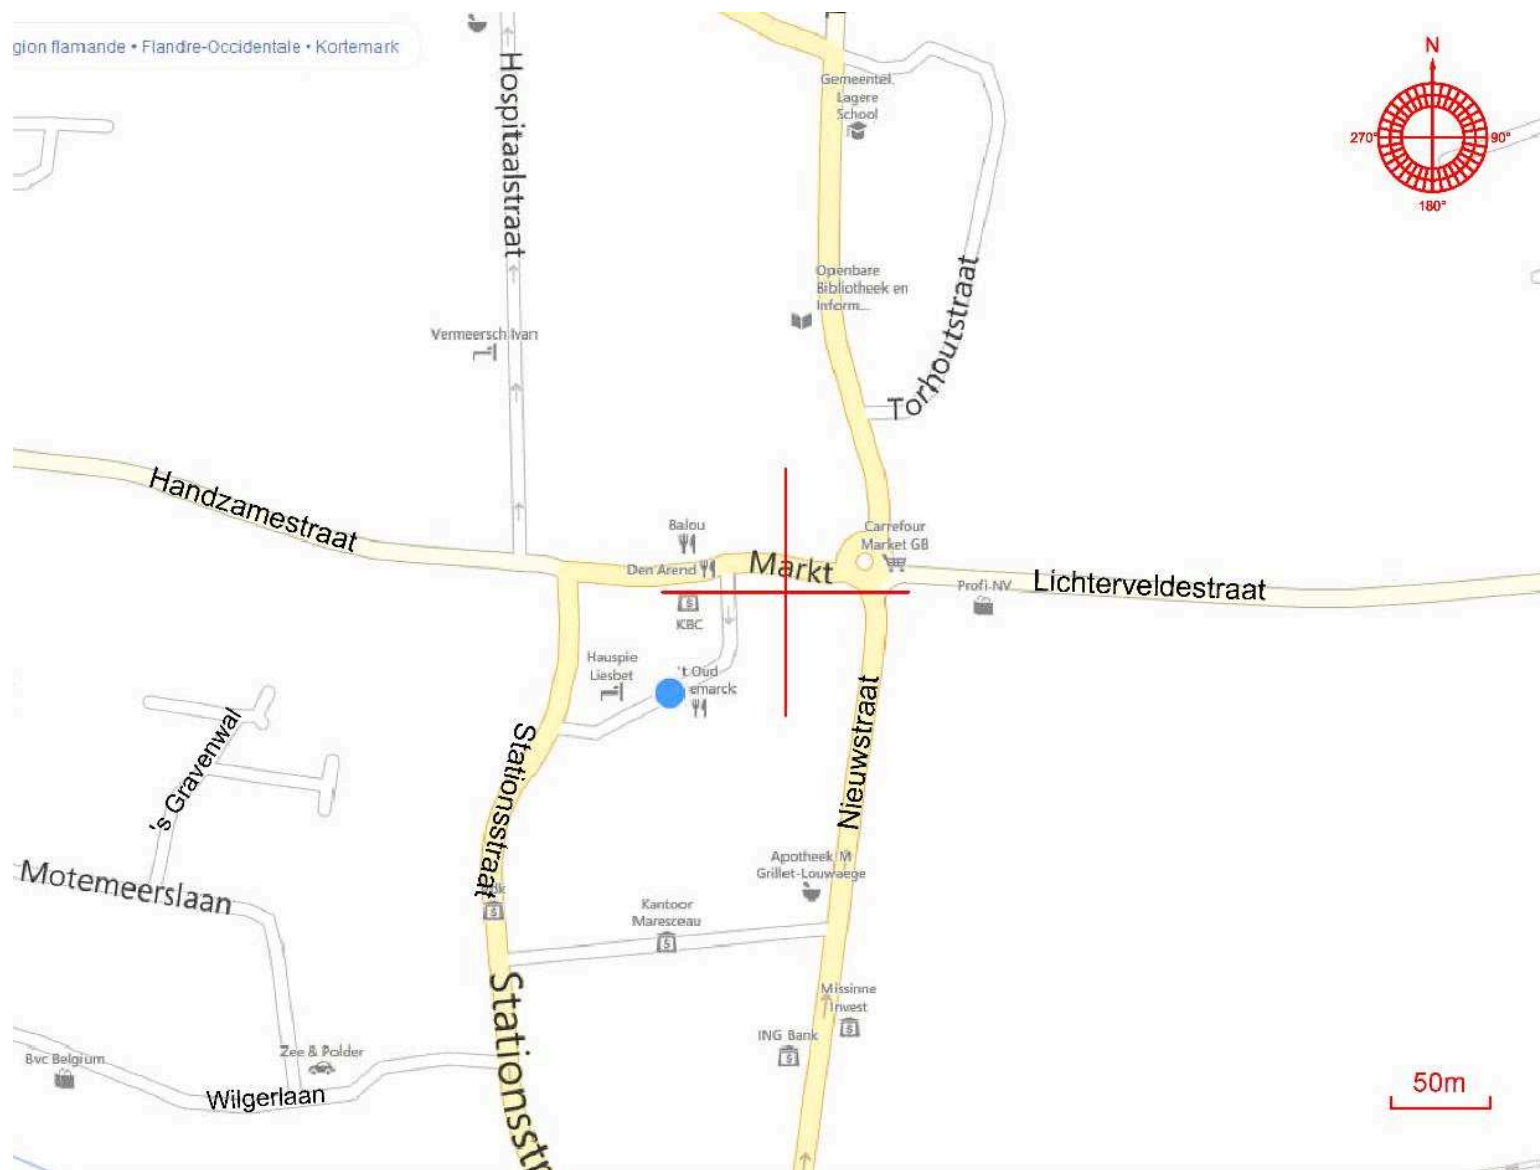 gion flamande • Flandre-Occidentale • Kortemark
N
270°
90°
180°
Hospitaalstraat
Gemeentel.
Lagere
School
Openbare
Bibliotheek en
Inform...
Vermeersch Ivan
Torhoutstraat
Handzamestraat
Balou
Den Arend
Markt
Carrefour
Market GB
Profi-NV
Lichterveldestraat
KBC
Hauspie
Liesbet
't Oud
emarck
's Gravenwal
Stationsstraat
Nieuwstraat
Motemeerslaan
Apotheek M
Grillet-Louwaege
Kantoor
Maresceau
Stationsstr
Missinne
Invest
ING Bank
Bvc Belgium
Zee & Polder
Wilgerlaan
50m